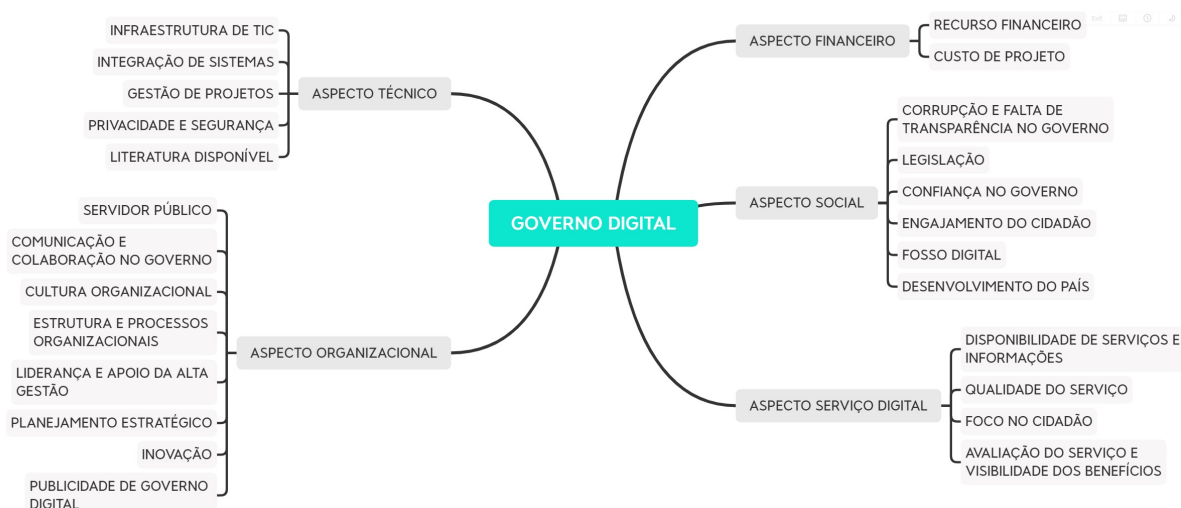 INFRAESTRUTURA DE TIC
INTEGRAÇÃO DE SISTEMAS
GESTÃO DE PROJETOS
PRIVACIDADE E SEGURANÇA
LITERATURA DISPONÍVEL
ASPECTO TÉCNICO
SERVIDOR PÚBLICO
COMUNICAÇÃO E
COLABORAÇÃO NO GOVERNO
CULTURA ORGANIZACIONAL
ESTRUTURA E PROCESSOS
ORGANIZACIONAIS
LIDERANÇA E APOIO DA ALTA
GESTÃO
PLANEJAMENTO ESTRATÉGICO
INOVAÇÃO
PUBLICIDADE DE GOVERNO
DIGITAL
ASPECTO ORGANIZACIONAL
GOVERNO DIGITAL
ASPECTO FINANCEIRO
RECURSO FINANCEIRO
CUSTO DE PROJETO
ASPECTO SOCIAL
CORRUPÇÃO E FALTA DE
TRANSPARÊNCIA NO GOVERNO
LEGISLAÇÃO
CONFIANÇA NO GOVERNO
ENGAJAMENTO DO CIDADÃO
FOSSO DIGITAL
DESENVOLVIMENTO DO PAÍS
ASPECTO SERVIÇO DIGITAL
DISPONIBILIDADE DE SERVIÇOS E
INFORMAÇÕES
QUALIDADE DO SERVIÇO
FOCO NO CIDADÃO
AVALIAÇÃO DO SERVIÇO E
VISIBILIDADE DOS BENEFÍCIOS